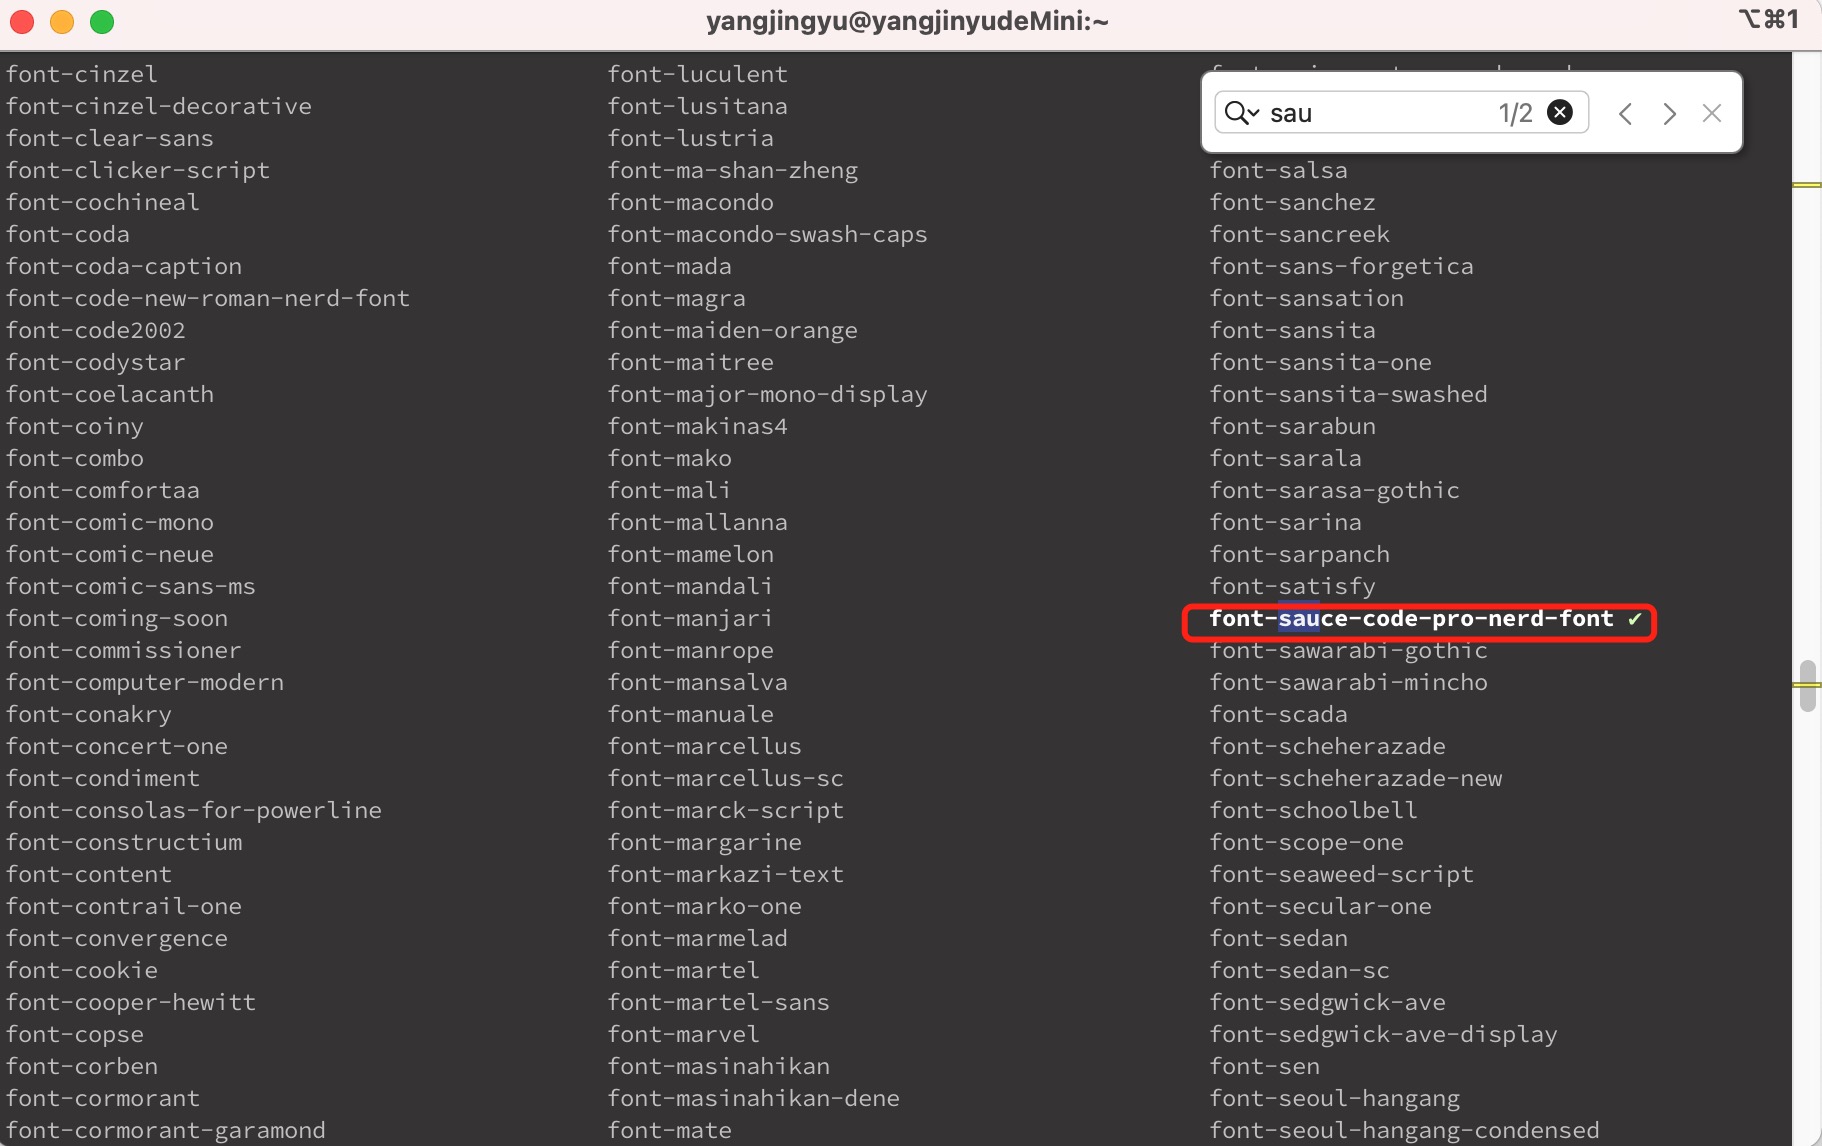 yangjingyu@yangjinyudeMini:~
⌥⌘1
sau
1/2
font-cinzel
font-cinzel-decorative
font-clear-sans
font-clicker-script
font-cochineal
font-coda
font-coda-caption
font-code-new-roman-nerd-font
font-code2002
font-codystar
font-coelacanth
font-coiny
font-combo
font-comfortaa
font-comic-mono
font-comic-neue
font-comic-sans-ms
font-coming-soon
font-commissioner
font-computer-modern
font-conakry
font-concert-one
font-condiment
font-consolas-for-powerline
font-constructium
font-content
font-contrail-one
font-convergence
font-cookie
font-cooper-hewitt
font-copse
font-corben
font-cormorant
font-cormorant-garamond
font-luculent
font-lusitana
font-lustria
font-ma-shan-zheng
font-macondo
font-macondo-swash-caps
font-mada
font-magra
font-maiden-orange
font-maitree
font-major-mono-display
font-makinas4
font-mako
font-mali
font-mallanna
font-mamelon
font-mandali
font-manjari
font-manrope
font-mansalva
font-manuale
font-marcellus
font-marcellus-sc
font-marck-script
font-margarine
font-markazi-text
font-marko-one
font-marmelad
font-martel
font-martel-sans
font-marvel
font-masinahikan
font-masinahikan-dene
font-mate
font-salsa
font-sanchez
font-sancreek
font-sans-forgetica
font-sansation
font-sansita
font-sansita-one
font-sansita-swashed
font-sarabun
font-sarala
font-sarasa-gothic
font-sarina
font-sarpanch
font-satisfy
font-sauce-code-pro-nerd-font ✔
font-sawarabi-gothic
font-sawarabi-mincho
font-scada
font-scheherazade
font-scheherazade-new
font-schoolbell
font-scope-one
font-seaweed-script
font-secular-one
font-sedan
font-sedan-sc
font-sedgwick-ave
font-sedgwick-ave-display
font-sen
font-seoul-hangang
font-seoul-hangang-condensed